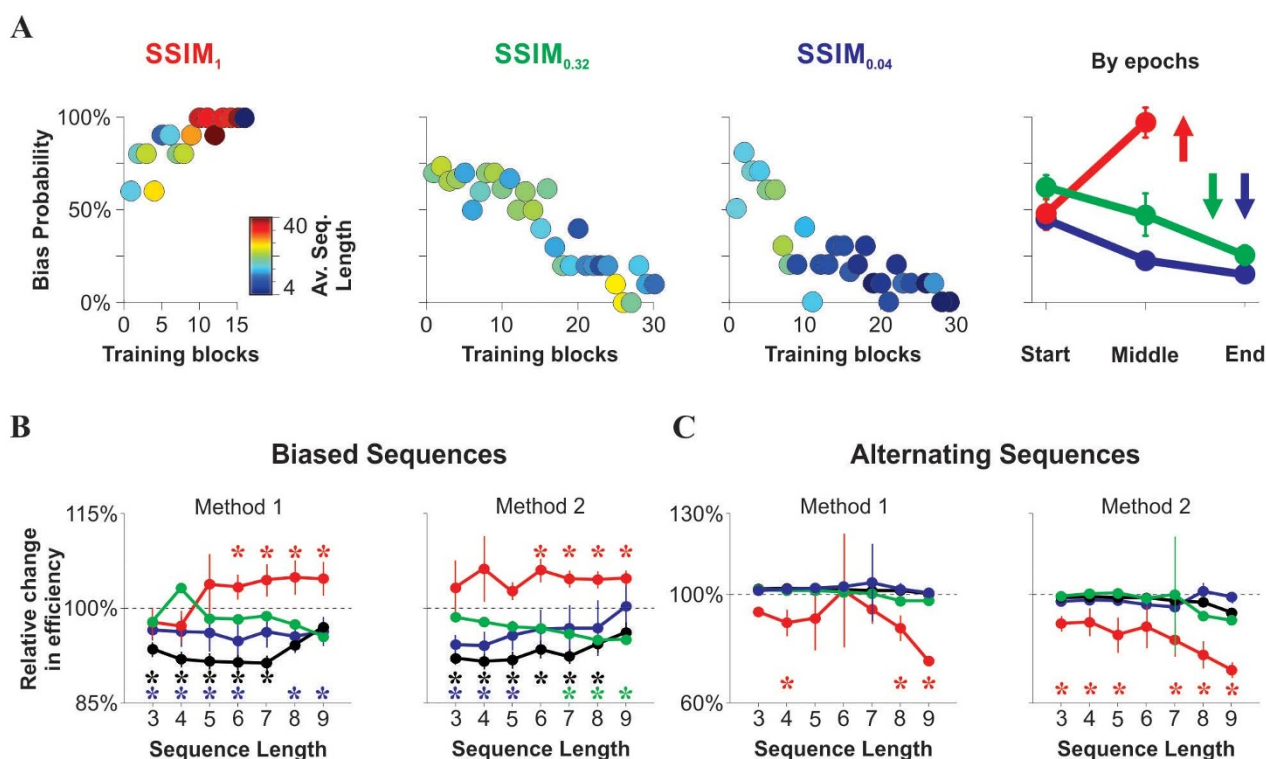 A
SSIM1
SSIM0.32
SSIM0.04
By epochs
Bias Probability
100%
50%
0%
40
4
Av. Seq.
Length
0 5 10 15
0 10 20 30
0 10 20 30
Training blocks
Training blocks
Training blocks
Start Middle End
B
Biased Sequences
C
Alternating Sequences
Method 1
Method 2
Method 1
Method 2
Relative change
in efficiency
115%
100%
85%
130%
100%
60%
* * * *
* * * *
* * * * *
* * * * * *
* * * * * *
* * * * * *
* * *
* * * * * *
3 4 5 6 7 8 9
3 4 5 6 7 8 9
3 4 5 6 7 8 9
3 4 5 6 7 8 9
Sequence Length
Sequence Length
Sequence Length
Sequence Length